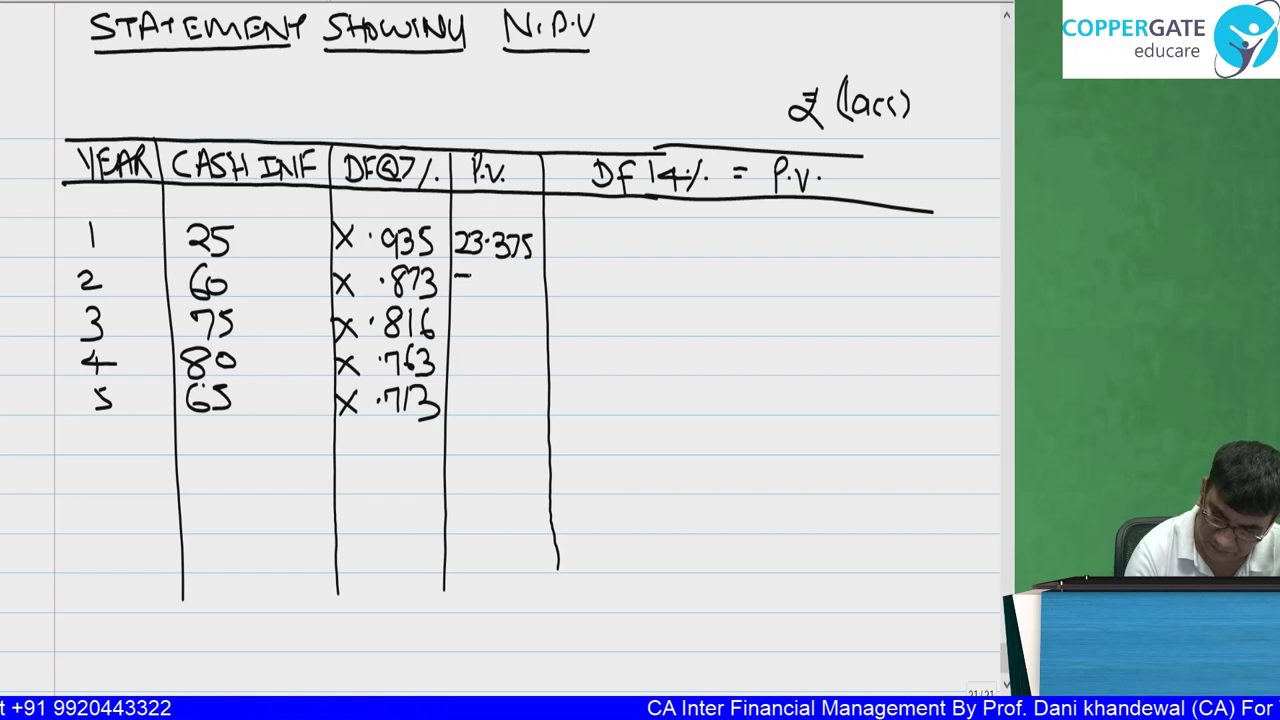 STATEMENT SHOWING N.P.V
₹ (lacs)
YEAR CASH INF DF@7%. P.V. DF 14% = P.V.
1 25 X .935 23.375
2 60 X .873 -
3 75 X .816
4 80 X .763
5 65 X .713
COPPERGATE
educare
t +91 9920443322 CA Inter Financial Management By Prof. Dani khandewal (CA) For